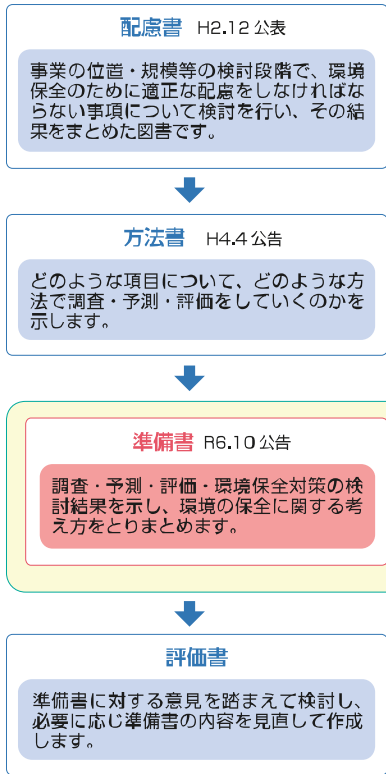 配慮書 H2.12 公表
事業の位置・規模等の検討段階で、環境
保全のために適正な配慮をしなければな
らない事項について検討を行い、その結
果をまとめた図書です。
方法書 H4.4 公告
どのような項目について、どのような方
法で調査・予測・評価をしていくのかを
示します。
準備書 R6.10 公告
調査・予測・評価・環境保全対策の検
討結果を示し、環境の保全に関する考
え方をとりまとめます。
評価書
準備書に対する意見を踏まえて検討し、
必要に応じ準備書の内容を見直して作成
します。